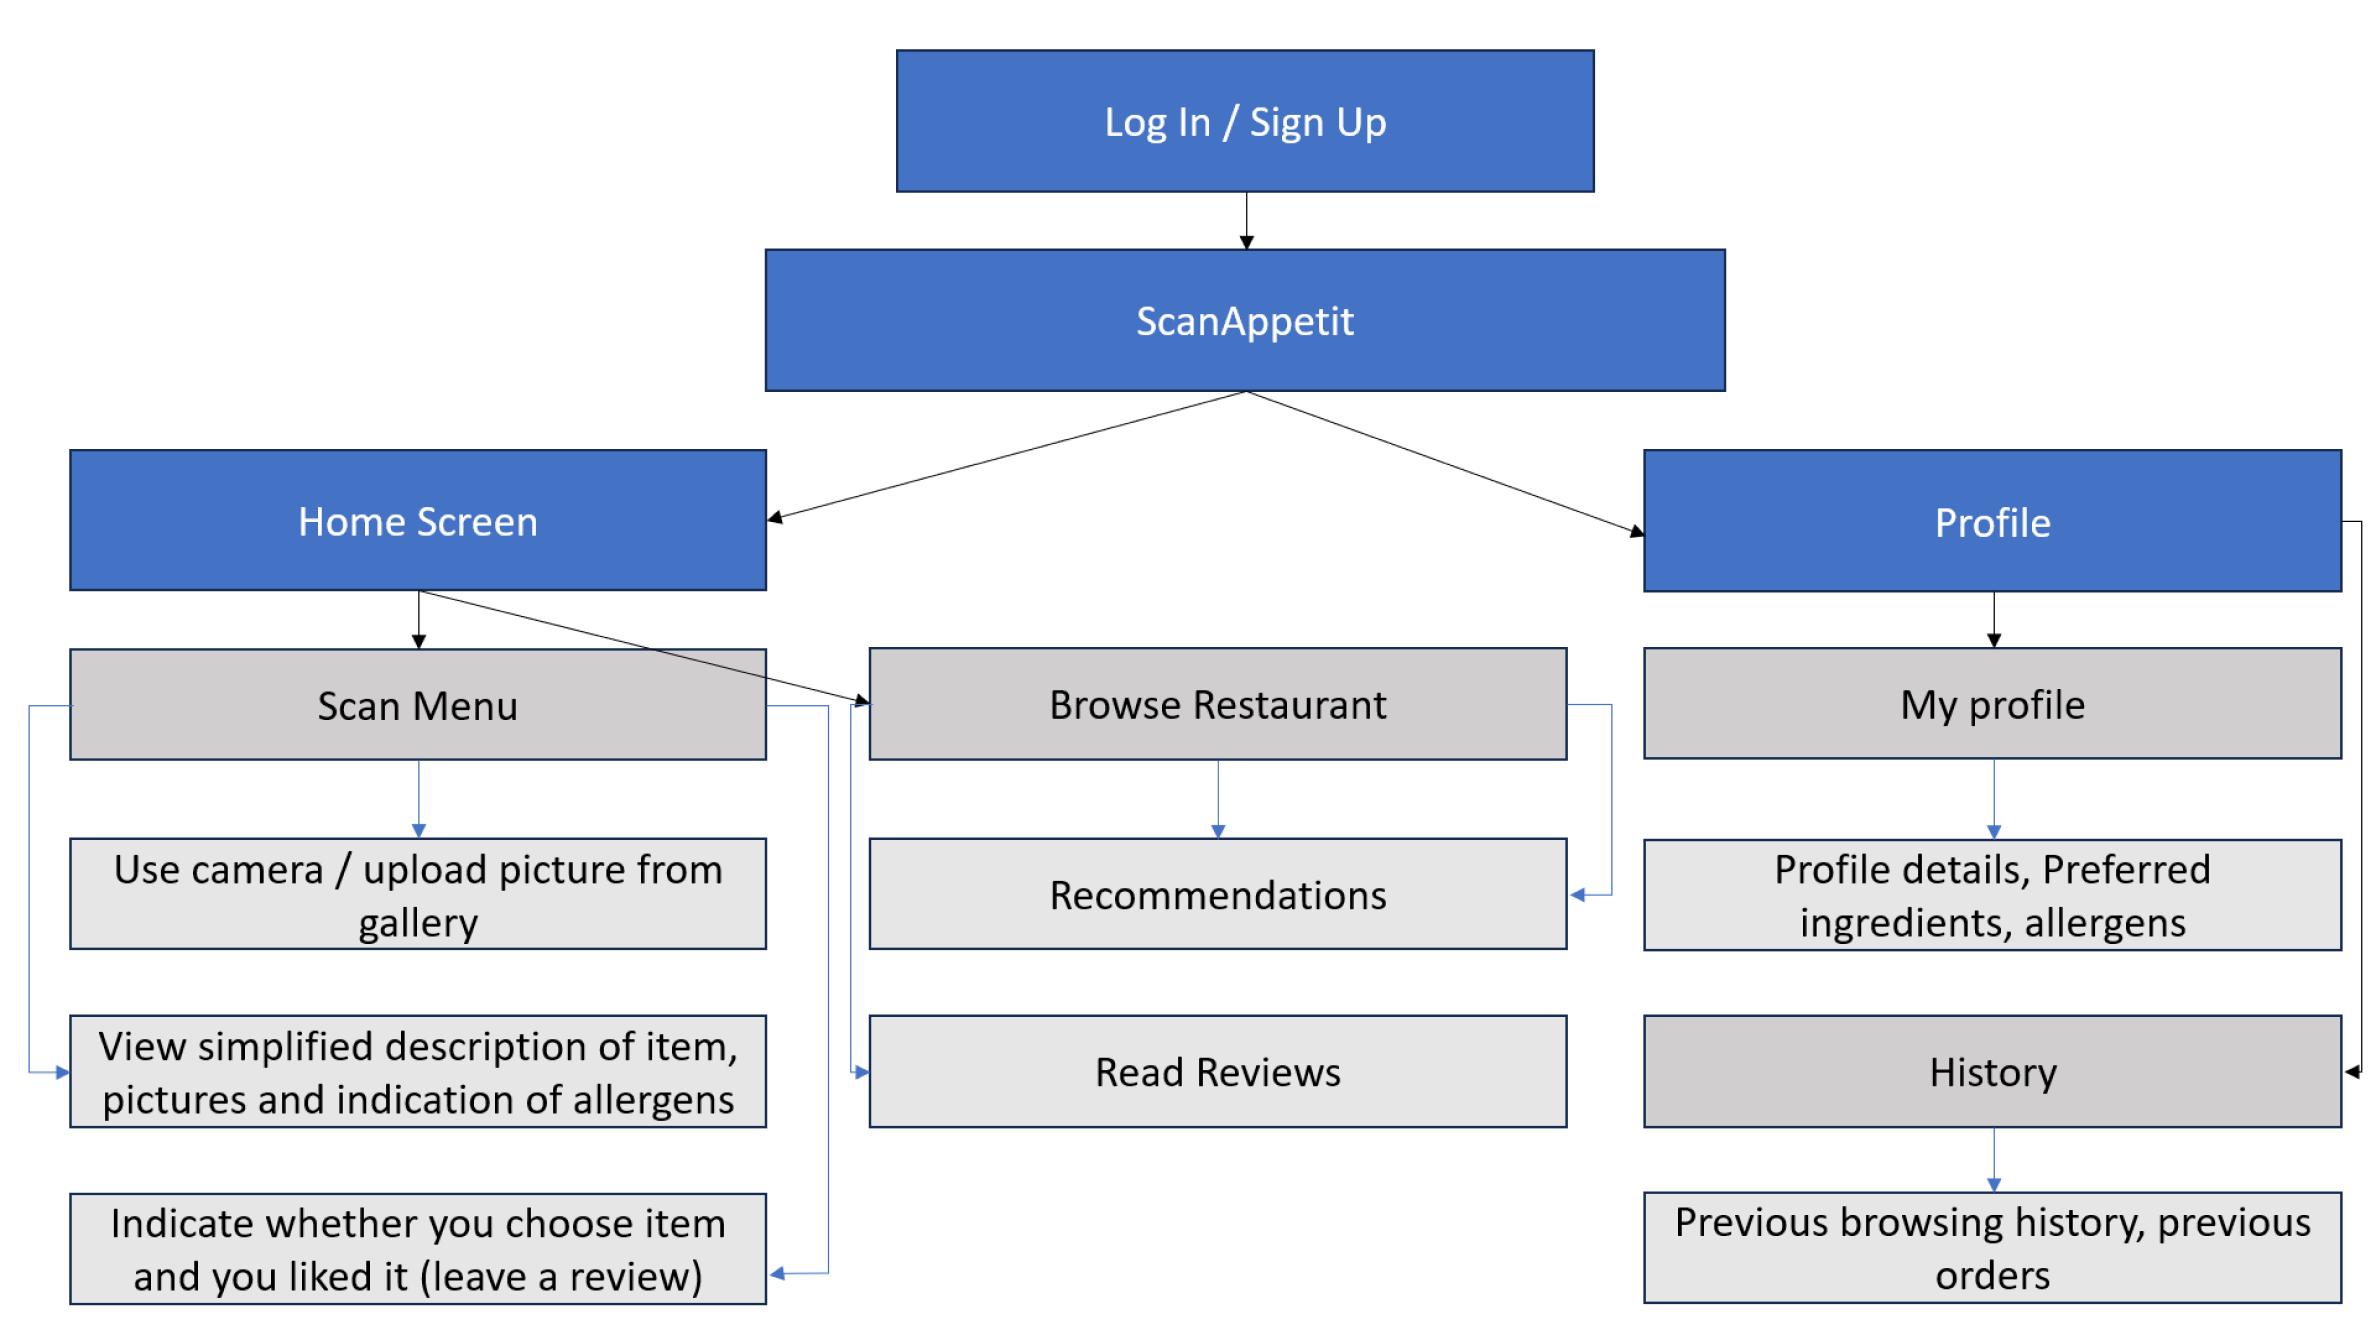 Log In / Sign Up
ScanAppetit
Home Screen
Profile
Scan Menu
Browse Restaurant
My profile
Use camera / upload picture from
gallery
Recommendations
Profile details, Preferred
ingredients, allergens
View simplified description of item,
pictures and indication of allergens
Read Reviews
History
Indicate whether you choose item
and you liked it (leave a review)
Previous browsing history, previous
orders